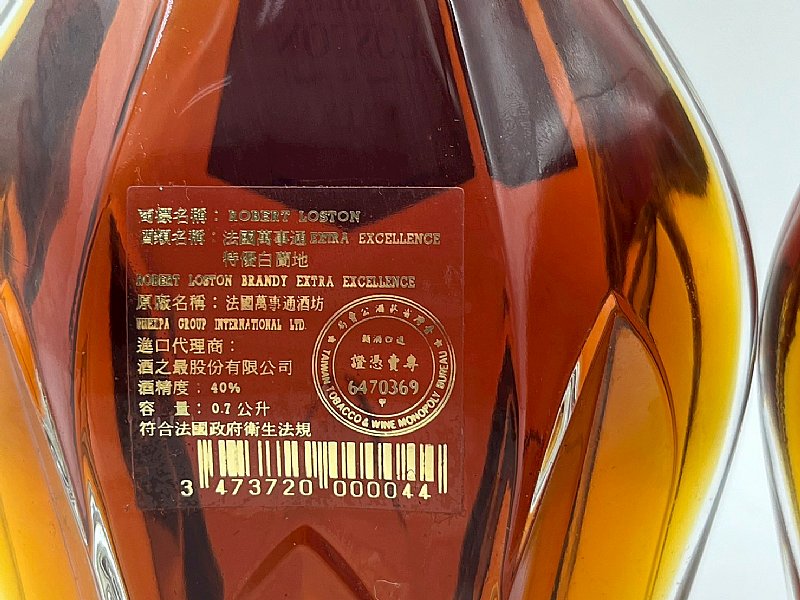 商標名稱：ROBERT LOSTON
酒類名稱：法國萬事通 EXTRA EXCELLENCE
特優白蘭地
ROBERT LOSTON BRANDY EXTRA EXCELLENCE
原廠名稱：法國萬事通酒坊
GROUP INTERNATIONAL LTD.
進口代理商：
酒之最股份有限公司
酒精度：40%
容 量：0.7公升
符合法國政府衛生法規
證憑賣專
6470369
TAIWAN TOBACCO & WINE MONOPOLY BUREAU
3 473720 000044